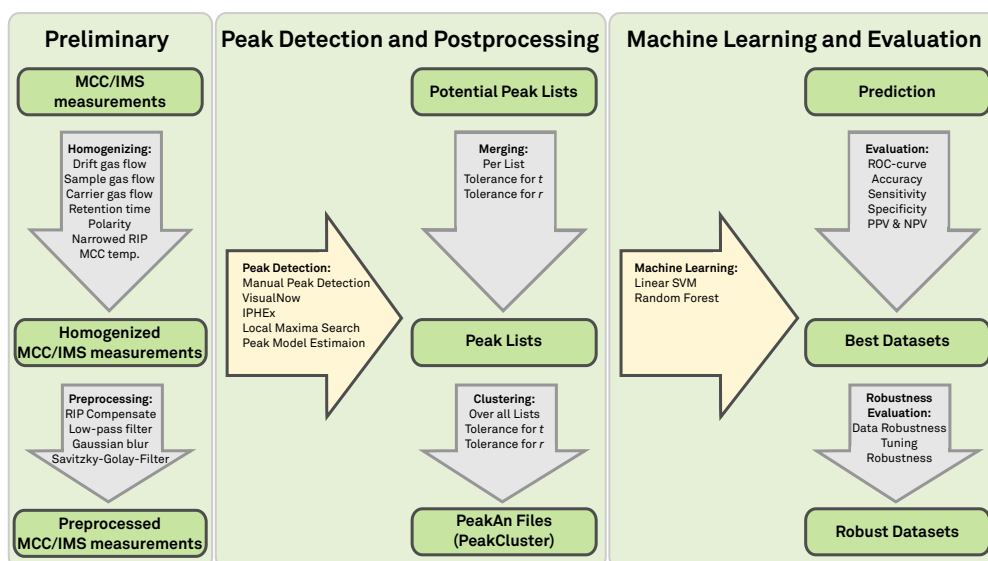 Preliminary
MCC/IMS
measurements
Homogenizing:
Drift gas flow
Sample gas flow
Carrier gas flow
Retention time
Polarity
Narrowed RIP
MCC temp.
Homogenized
MCC/IMS measurements
Preprocessing:
RIP Compensate
Low-pass filter
Gaussian blur
Savitzky-Golay-Filter
Preprocessed
MCC/IMS measurements
Peak Detection and Postprocessing
Peak Detection:
Manual Peak Detection
VisualNow
IPHEx
Local Maxima Search
Peak Model Estimaion
Potential Peak Lists
Merging:
Per List
Tolerance for t
Tolerance for r
Peak Lists
Clustering:
Over all Lists
Tolerance for t
Tolerance for r
PeakAn Files
(PeakCluster)
Machine Learning and Evaluation
Machine Learning:
Linear SVM
Random Forest
Prediction
Evaluation:
ROC-curve
Accuracy
Sensitivity
Specificity
PPV & NPV
Best Datasets
Robustness
Evaluation:
Data Robustness
Tuning
Robustness
Robust Datasets